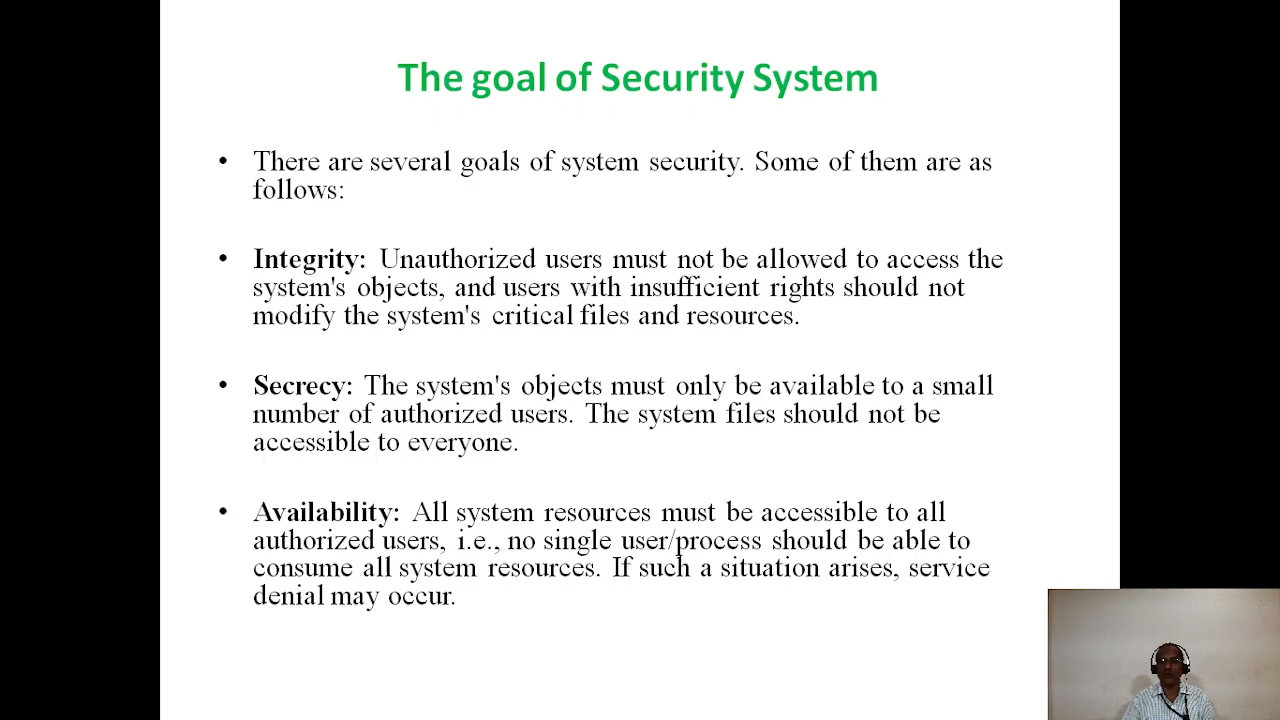 The goal of Security System
• There are several goals of system security. Some of them are as
follows:
• Integrity: Unauthorized users must not be allowed to access the
system's objects, and users with insufficient rights should not
modify the system's critical files and resources.
• Secrecy: The system's objects must only be available to a small
number of authorized users. The system files should not be
accessible to everyone.
• Availability: All system resources must be accessible to all
authorized users, i.e., no single user/process should be able to
consume all system resources. If such a situation arises, service
denial may occur.